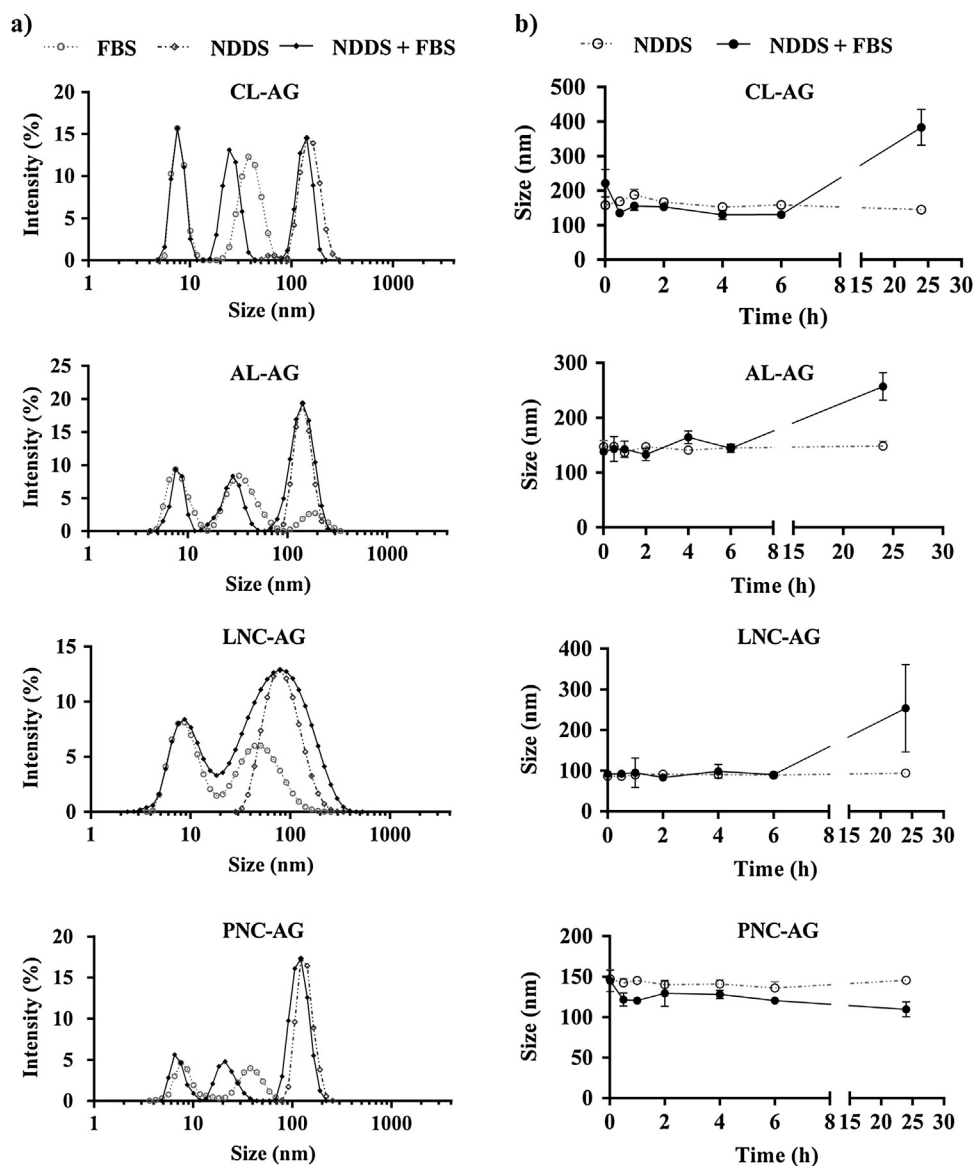 a)
FBS NDDS NDDS + FBS
CL-AG
Intensity (%)
20
15
10
5
0
1 10 100 1000
Size (nm)
AL-AG
Intensity (%)
25
20
15
10
5
0
1 10 100 1000
Size (nm)
LNC-AG
Intensity (%)
15
10
5
0
1 10 100 1000
Size (nm)
PNC-AG
Intensity (%)
20
15
10
5
0
1 10 100 1000
Size (nm)
b)
NDDS NDDS + FBS
CL-AG
Size (nm)
500
400
300
200
100
0
0 2 4 6 8 15 20 25 30
Time (h)
AL-AG
Size (nm)
300
200
100
0
0 2 4 6 8 15 20 25 30
Time (h)
LNC-AG
Size (nm)
400
300
200
100
0
0 2 4 6 8 15 20 25 30
Time (h)
PNC-AG
Size (nm)
200
150
100
50
0
0 2 4 6 8 15 20 25 30
Time (h)